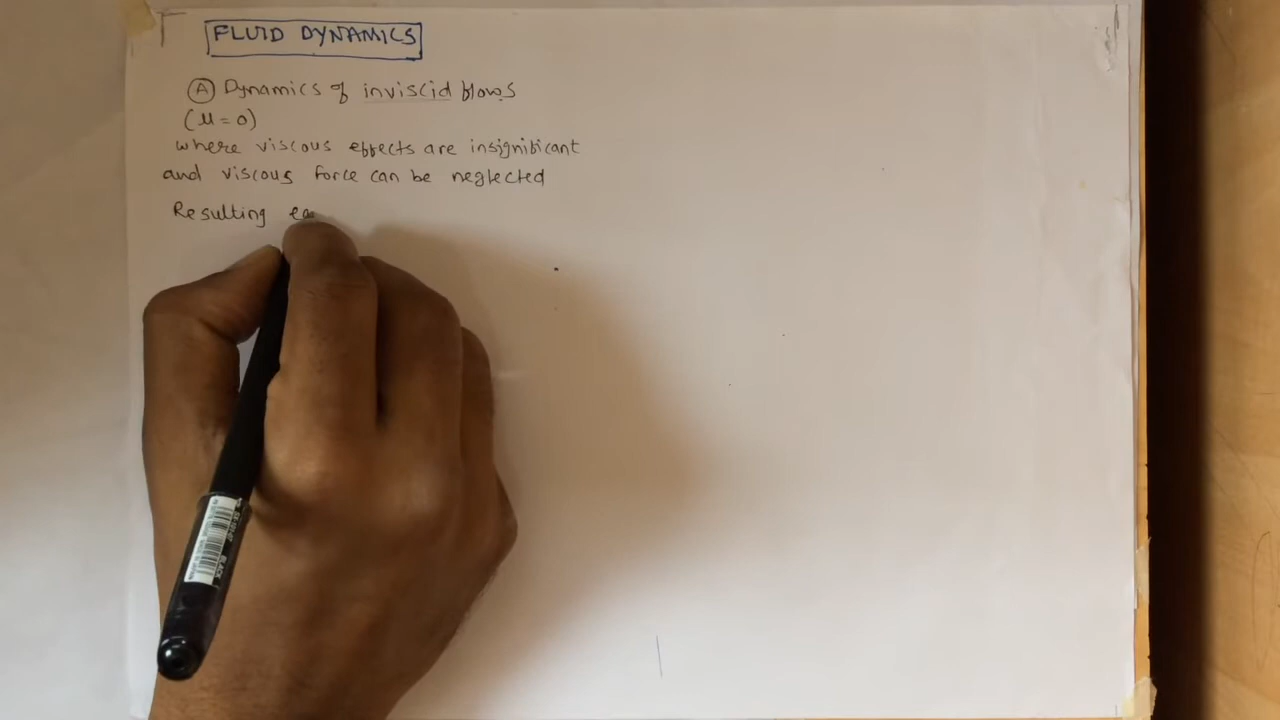 FLUID DYNAMICS
A Dynamics of inviscid flows
(μ = 0)
where viscous effects are insignificant
and viscous force can be neglected
Resulting eq